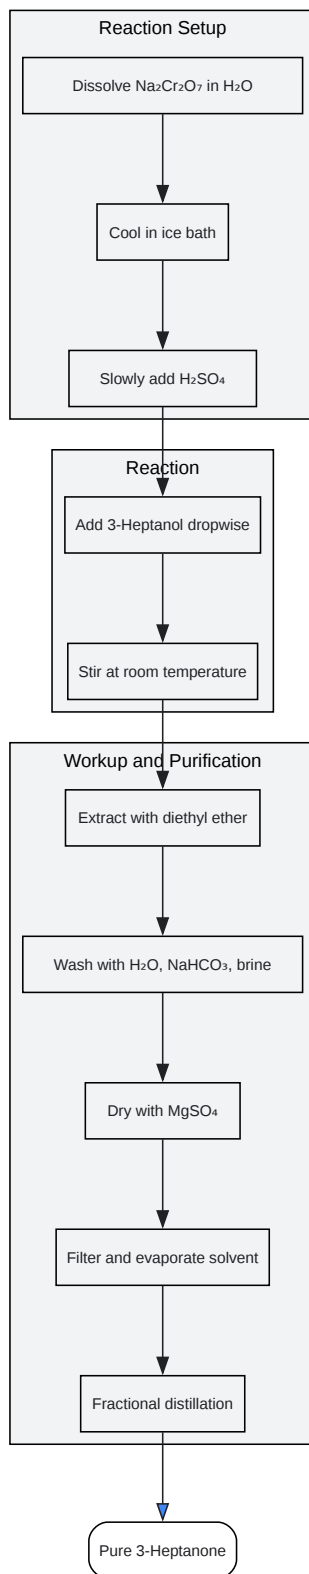 Reaction Setup
Dissolve Na₂Cr₂O₇ in H₂O
Cool in ice bath
Slowly add H₂SO₄
Reaction
Add 3-Heptanol dropwise
Stir at room temperature
Workup and Purification
Extract with diethyl ether
Wash with H₂O, NaHCO₃, brine
Dry with MgSO₄
Filter and evaporate solvent
Fractional distillation
Pure 3-Heptanone